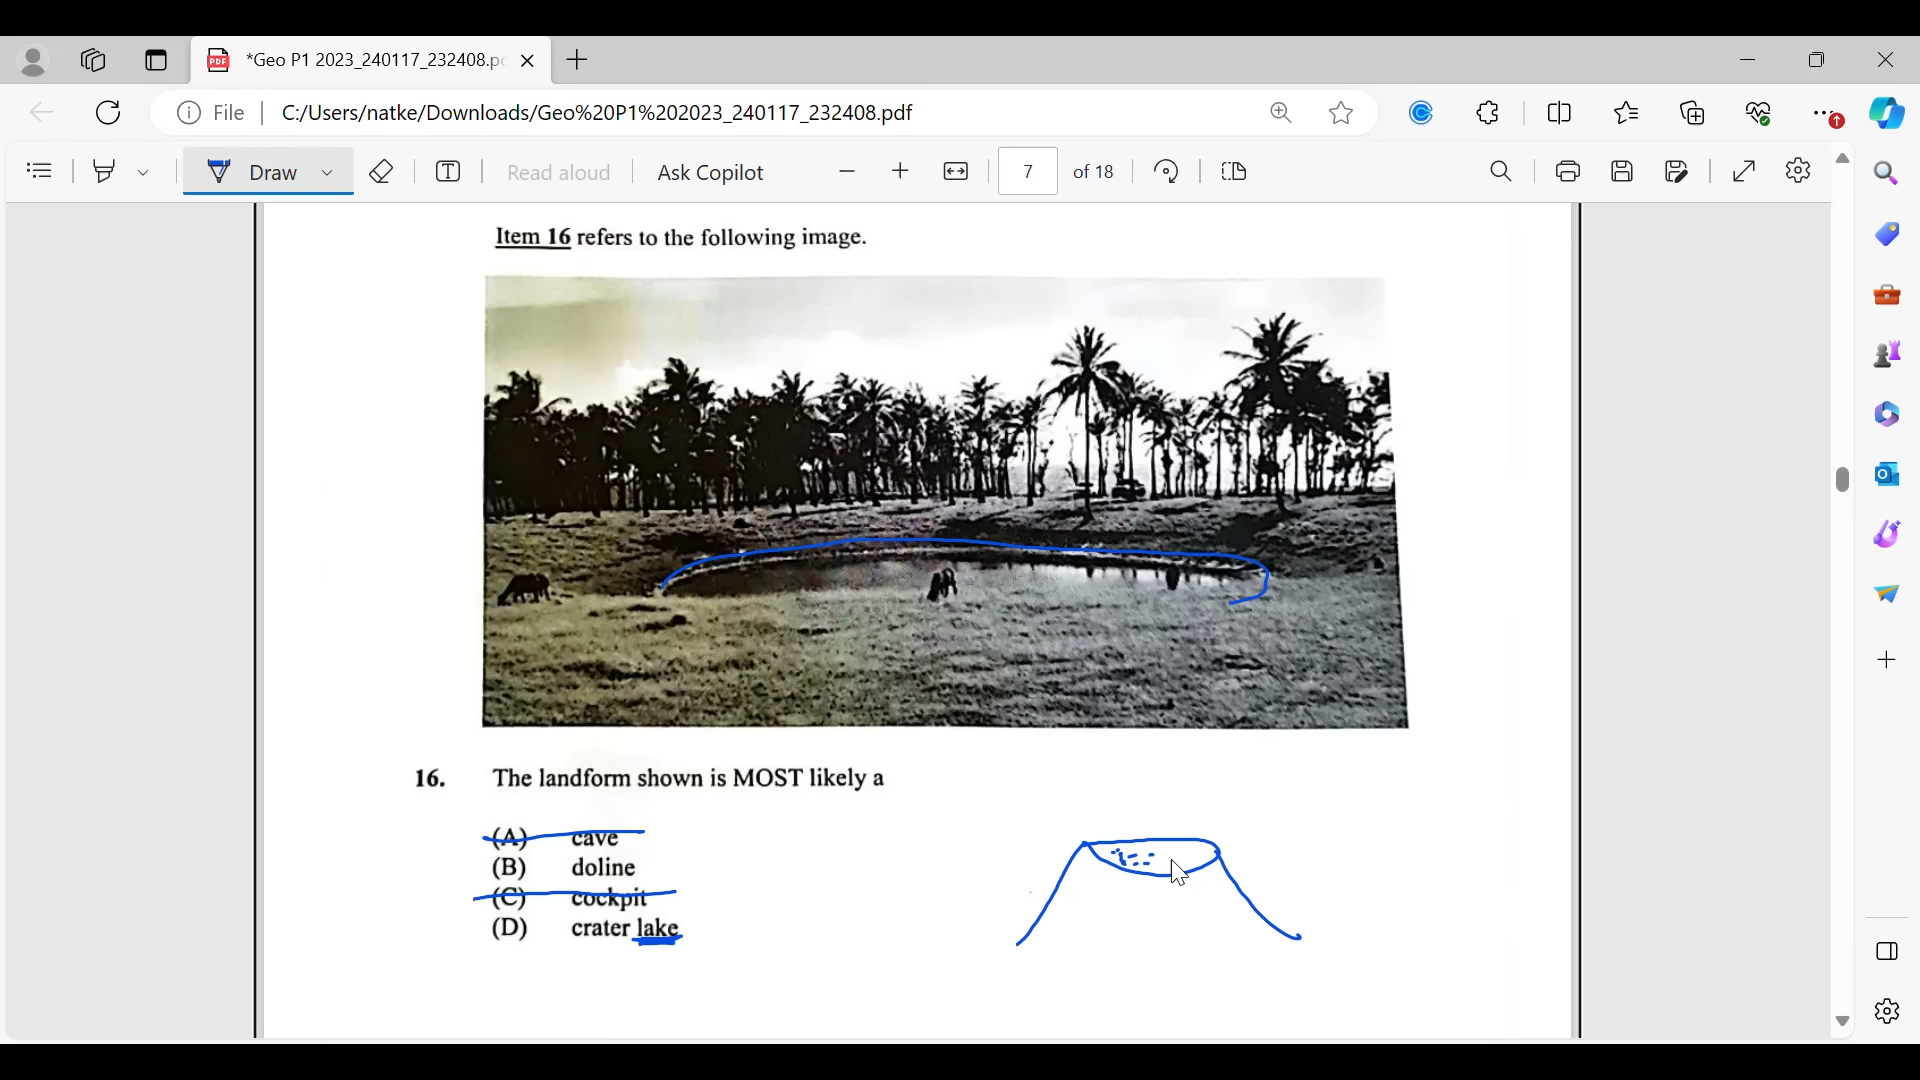 *Geo P1 2023_240117_232408.pc
File
C:/Users/natke/Downloads/Geo%20P1%202023_240117_232408.pdf
Draw
Read aloud
Ask Copilot
7 of 18
Item 16 refers to the following image.
16. The landform shown is MOST likely a
(A) cave
(B) doline
(C) cockpit
(D) crater lake